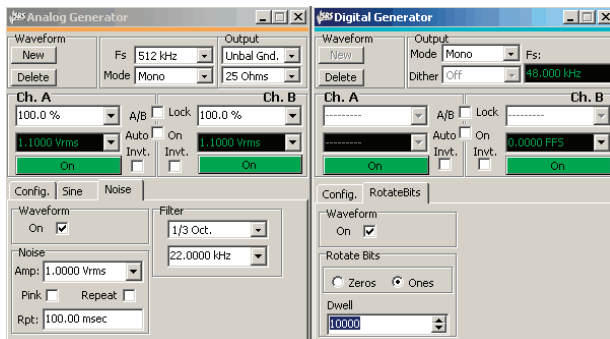 SRS Analog Generator
Waveform
New
Delete
Fs 512 kHz
Mode Mono
Output
Unbal Gnd.
25 Ohms
Ch. A
Ch. B
100.0 %
A/B Lock
100.0 %
1.1000 Vrms
Auto On
1.1000 Vrms
Invt.
Invt.
On
On
Config. Sine Noise
Waveform
On
Noise
Amp: 1.0000 Vrms
Pink Repeat
Rpt: 100.00 msec
Filter
1/3 Oct.
22.0000 kHz
SRS Digital Generator
Waveform
New
Delete
Output
Mode Mono
Fs:
Dither Off
48.000 kHz
Ch. A
Ch. B
---------
A/B Lock
---------
---------
Auto On
0.0000 FFS
Invt.
Invt.
On
On
Config. RotateBits
Waveform
On
Rotate Bits
Zeros Ones
Dwell
10000